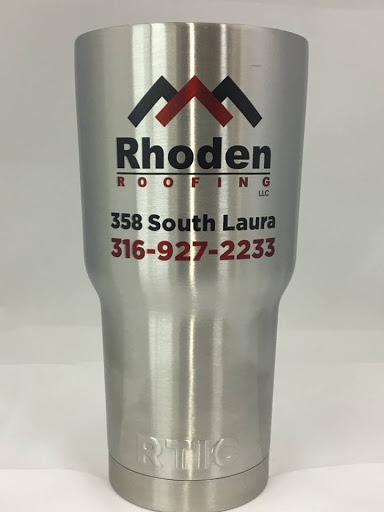 Rhoden
ROOFING
LLC
358 South Laura
316-927-2233
RTIC